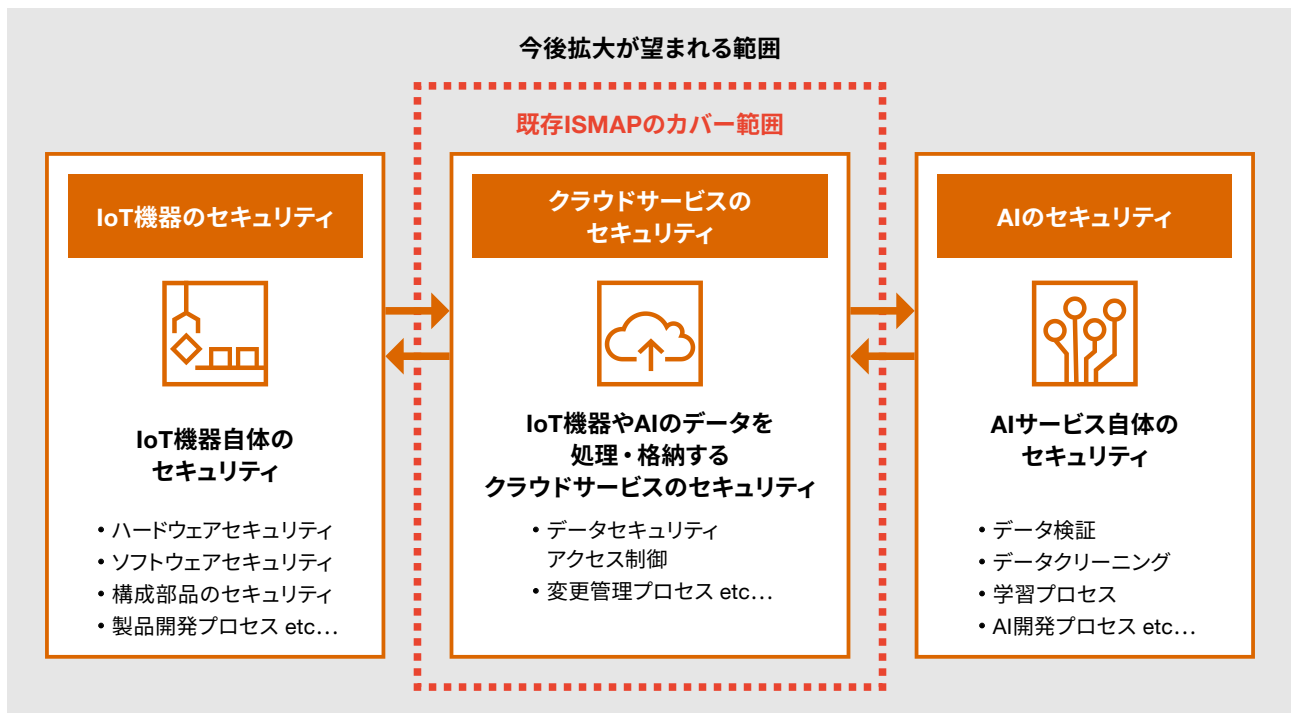 今後拡大が望まれる範囲
既存ISMAPのカバー範囲
IoT機器のセキュリティ
IoT機器自体の
セキュリティ
・ハードウェアセキュリティ
・ソフトウェアセキュリティ
・構成部品のセキュリティ
・製品開発プロセス etc...
クラウドサービスの
セキュリティ
IoT機器やAIのデータを
処理・格納する
クラウドサービスのセキュリティ
・データセキュリティ
アクセス制御
・変更管理プロセス etc...
AIのセキュリティ
AIサービス自体の
セキュリティ
・データ検証
・データクリーニング
・学習プロセス
・AI開発プロセス etc...